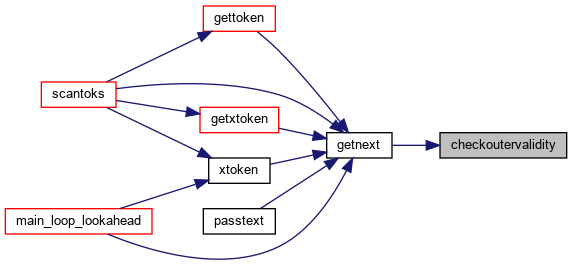 gettoken
scantoks
getxtoken
getnext
checkoutervalidity
xtoken
main_loop_lookahead
passtext